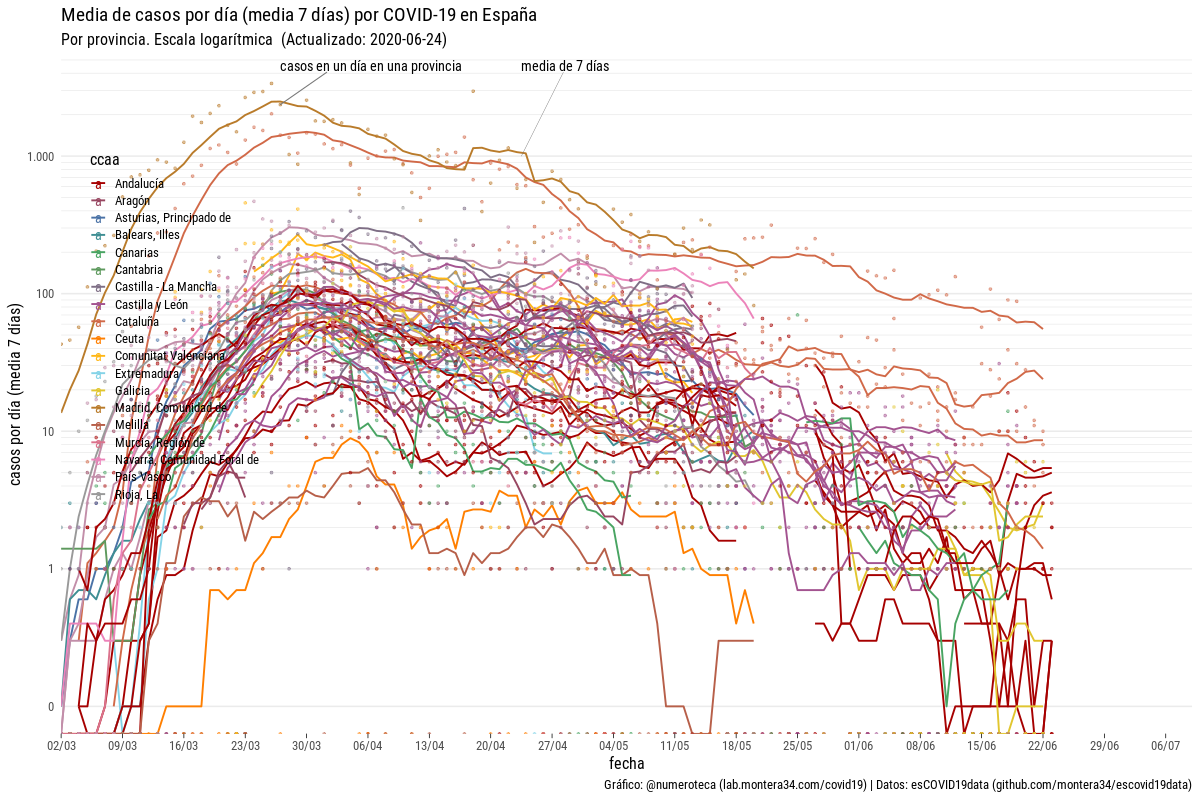 Media de casos por día (media 7 días) por COVID-19 en España
Por provincia. Escala logarítmica (Actualizado: 2020-06-24)
casos en un día en una provincia
media de 7 días
1.000
100
10
1
0
casos por día (media 7 días)
ccaa
Andalucía
Aragón
Asturias, Principado de
Balears, Illes
Canarias
Cantabria
Castilla - La Mancha
Castilla y León
Cataluña
Ceuta
Comunitat Valenciana
Extremadura
Galicia
Madrid, Comunidad de
Melilla
Murcia, Región de
Navarra, Comunidad Foral de
País Vasco
Rioja, La
02/03 09/03 16/03 23/03 30/03 06/04 13/04 20/04 27/04 04/05 11/05 18/05 25/05 01/06 08/06 15/06 22/06 29/06 06/07
fecha
Gráfico: @numeroteca (lab.montera34.com/covid19) | Datos: esCOVID19data (github.com/montera34/escovid19data)